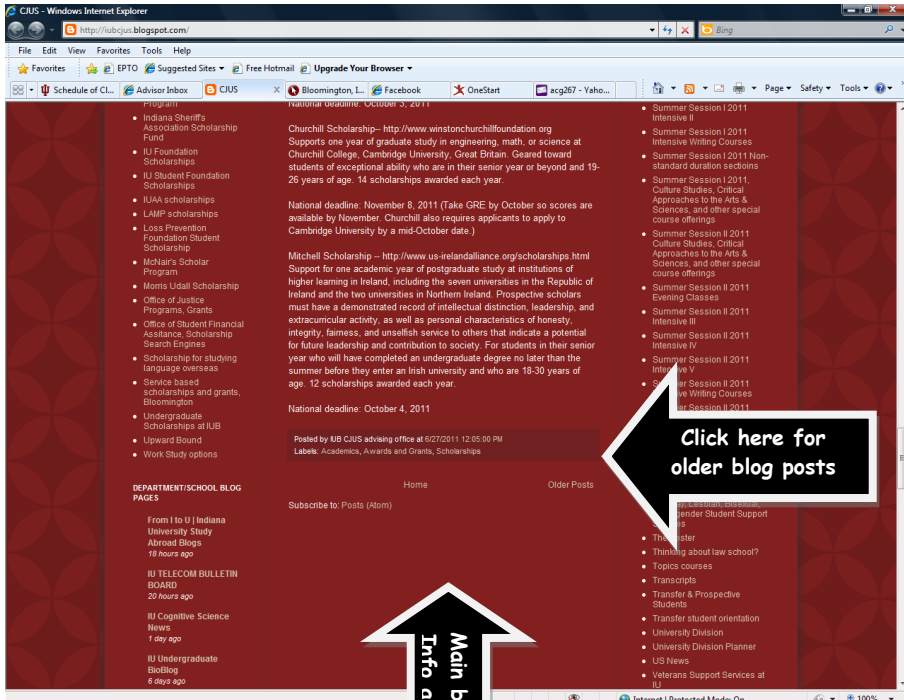 CJUS - Windows Internet Explorer
http://iubcjus.blogspot.com/
Bing
File Edit View Favorites Tools Help
Favorites EPTO Suggested Sites Free Hotmail Upgrade Your Browser
Schedule of Cl... Advisor Inbox CJUS Bloomington, I... Facebook OneStart acg267 - Yaho... Page Safety Tools
Program
Indiana Sheriff's
Association Scholarship
Fund
IU Foundation
Scholarships
IU Student Foundation
Scholarships
IUAA scholarships
LAMP scholarships
Loss Prevention
Foundation Student
Scholarship
McNair's Scholar
Program
Morris Udall Scholarship
Office of Justice
Programs, Grants
Office of Student Financial
Assitance, Scholarship
Search Engines
Scholarship for studying
language overseas
Service based
scholarships and grants,
Bloomington
Undergraduate
Scholarships at IUB
Upward Bound
Work Study options
DEPARTMENT/SCHOOL BLOG
PAGES
From I to U | Indiana
University Study
Abroad Blogs
18 hours ago
IU TELECOM BULLETIN
BOARD
20 hours ago
IU Cognitive Science
News
1 day ago
IU Undergraduate
BioBlog
6 days ago
National deadline: October 3, 2011
Churchill Scholarship-- http://www.winstonchurchillfoundation.org
Supports one year of graduate study in engineering, math, or science at
Churchill College, Cambridge University, Great Britain. Geared toward
students of exceptional ability who are in their senior year or beyond and 19-
26 years of age. 14 scholarships awarded each year.
National deadline: November 8, 2011 (Take GRE by October so scores are
available by November. Churchill also requires applicants to apply to
Cambridge University by a mid-October date.)
Mitchell Scholarship -- http://www.us-irelandalliance.org/scholarships.html
Support for one academic year of postgraduate study at institutions of
higher learning in Ireland, including the seven universities in the Republic of
Ireland and the two universities in Northern Ireland. Prospective scholars
must have a demonstrated record of intellectual distinction, leadership, and
extracurricular activity, as well as personal characteristics of honesty,
integrity, fairness, and unselfish service to others that indicate a potential
for future leadership and contribution to society. For students in their senior
year who will have completed an undergraduate degree no later than the
summer before they enter an Irish university and who are 18-30 years of
age. 12 scholarships awarded each year.
National deadline: October 4, 2011
Posted by IUB CJUS advising office at 6/27/2011 12:05:00 PM
Labels: Academics, Awards and Grants, Scholarships
Home Older Posts
Subscribe to: Posts (Atom)
Summer Session I 2011
Intensive II
Summer Session I 2011
Intensive Writing Courses
Summer Session I 2011 Non-
standard duration sectioins
Summer Session I 2011,
Culture Studies, Critical
Approaches to the Arts &
Sciences, and other special
course offerings
Summer Session II 2011
Culture Studies, Critical
Approaches to the Arts &
Sciences, and other special
course offerings
Summer Session II 2011
Evening Classes
Summer Session II 2011
Intensive III
Summer Session II 2011
Intensive IV
Summer Session II 2011
Intensive V
Session II 2011
Writing Courses
Session II 2011
Lesbian, Bisexual,
Student Support
Thinking about law school?
Topics courses
Transcripts
Transfer & Prospective
Students
Transfer student orientation
University Division
University Division Planner
US News
Veterans Support Services at
IU
Click here for
older blog posts
Main
Info
Internet | Protected Mode: On 100%